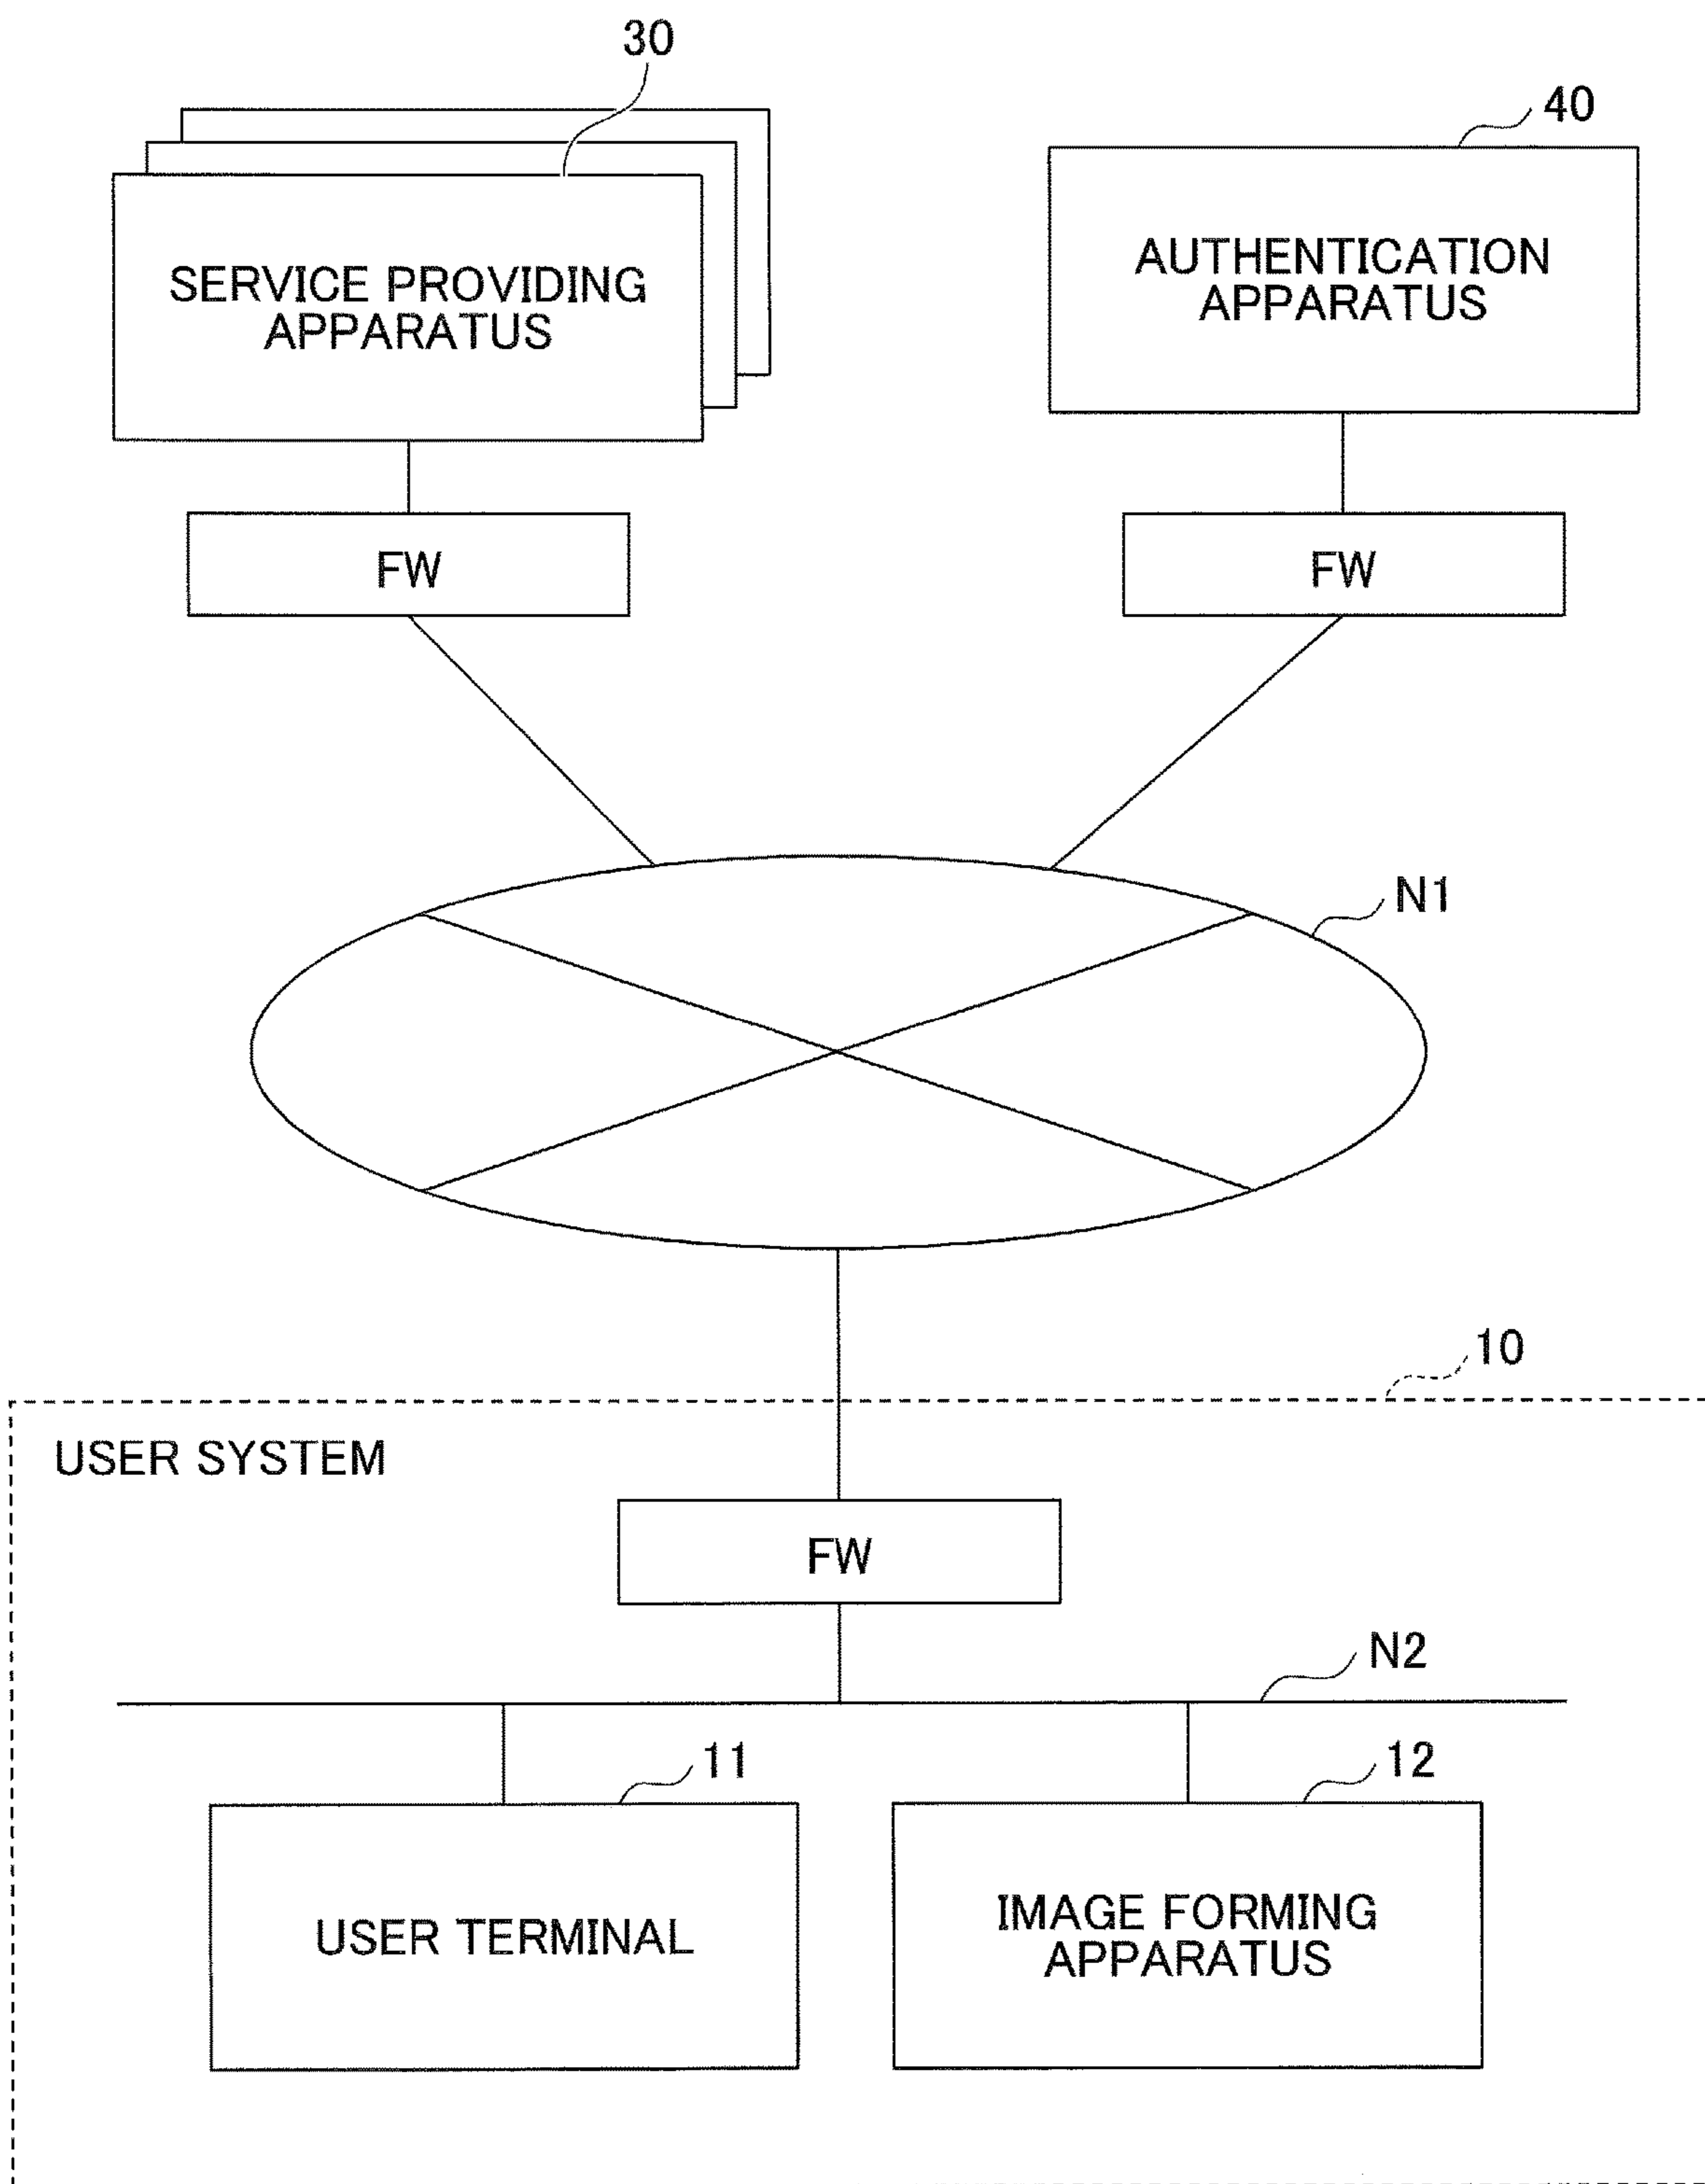 30
40
SERVICE PROVIDING
APPARATUS
AUTHENTICATION
APPARATUS
FW
FW
N1
10
USER SYSTEM
FW
N2
11
12
USER TERMINAL
IMAGE FORMING
APPARATUS